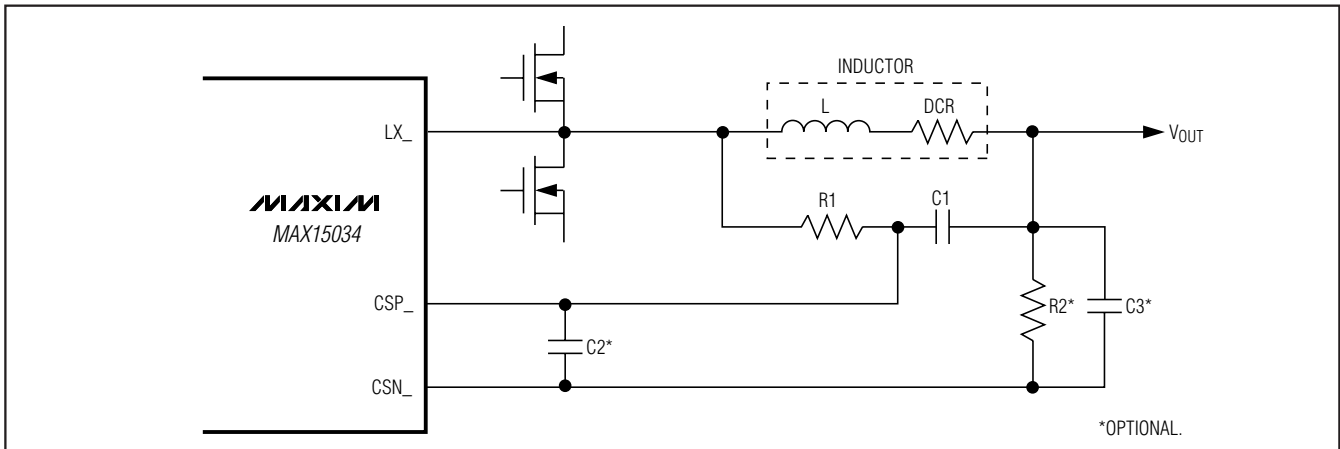 INDUCTOR
L
DCR
LX_
VOUT
MAXIM
MAX15034
R1
C1
CSP_
R2*
C3*
C2*
CSN_
*OPTIONAL.